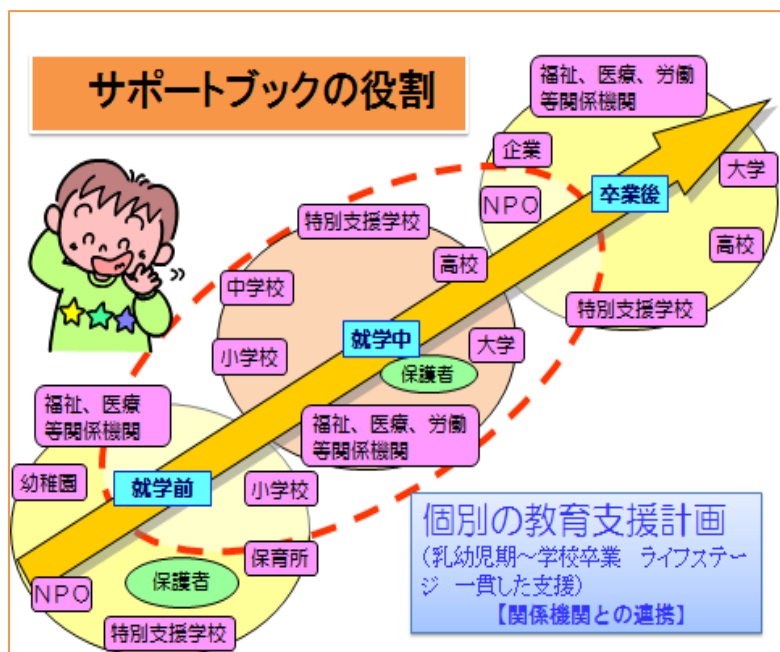 サポートブックの役割
福祉、医療、労働
等関係機関
企業
大学
NPO
卒業後
高校
特別支援学校
特別支援学校
高校
中学校
就学中
小学校
大学
保護者
福祉、医療、労働
等関係機関
福祉、医療
等関係機関
幼稚園
就学前
小学校
保育所
保護者
NPO
特別支援学校
個別の教育支援計画
(乳幼児期～学校卒業 ライフステー
ジ 一貫した支援)
【関係機関との連携】